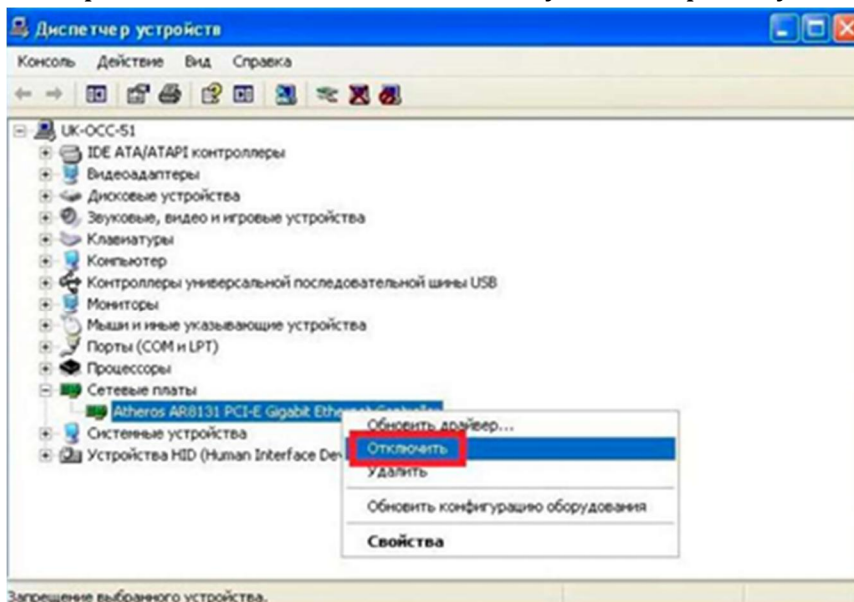 Диспетчер устройств
Консоль Действие Вид Справка
UK-OCC-51
IDE ATA/ATAPI контроллеры
Видеоадаптеры
Дисковые устройства
Звуковые, видео и игровые устройства
Клавиатуры
Компьютер
Контроллеры универсальной последовательной шины USB
Мониторы
Мыши и иные указывающие устройства
Порты (COM и LPT)
Процессоры
Сетевые платы
Atheros AR8131 PCI-E Gigabit
Системные устройства
Устройства HID (Human Interface
Обновить драйвер...
Отключить
Удалить
Обновить конфигурацию оборудования
Свойства
Запрещение выбранного устройства.